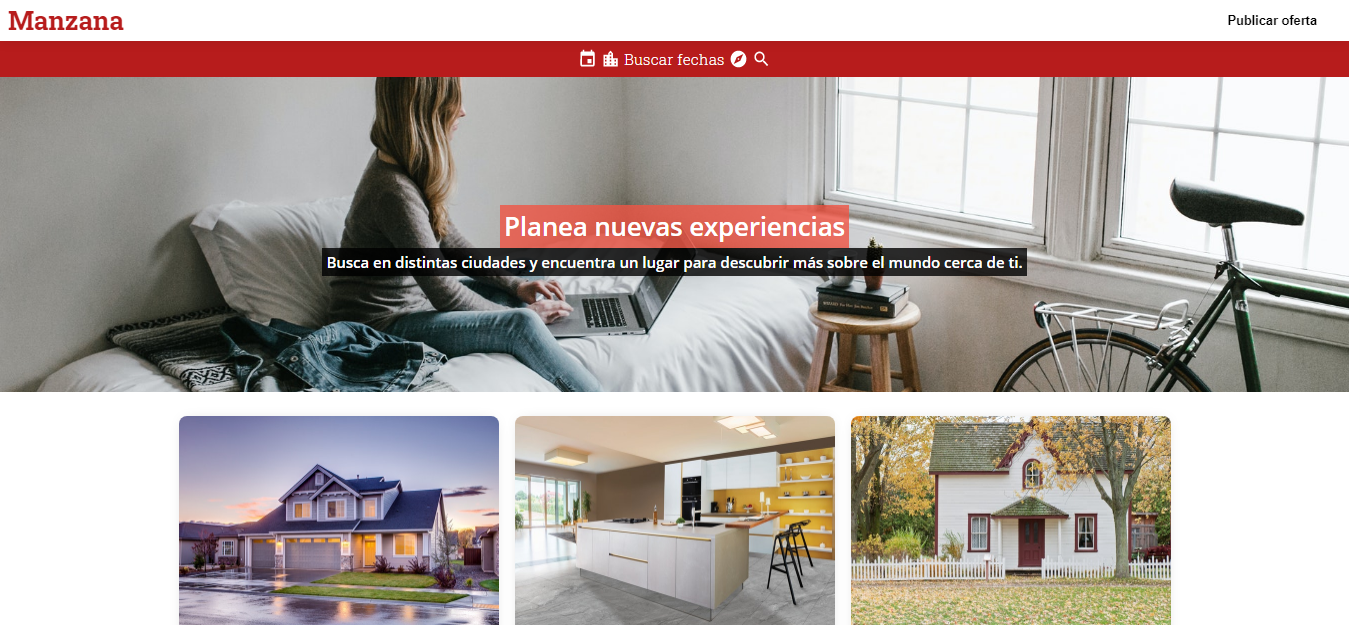 Manzana
Publicar oferta
Buscar fechas
Planea nuevas experiencias
Busca en distintas ciudades y encuentra un lugar para descubrir más sobre el mundo cerca de ti.